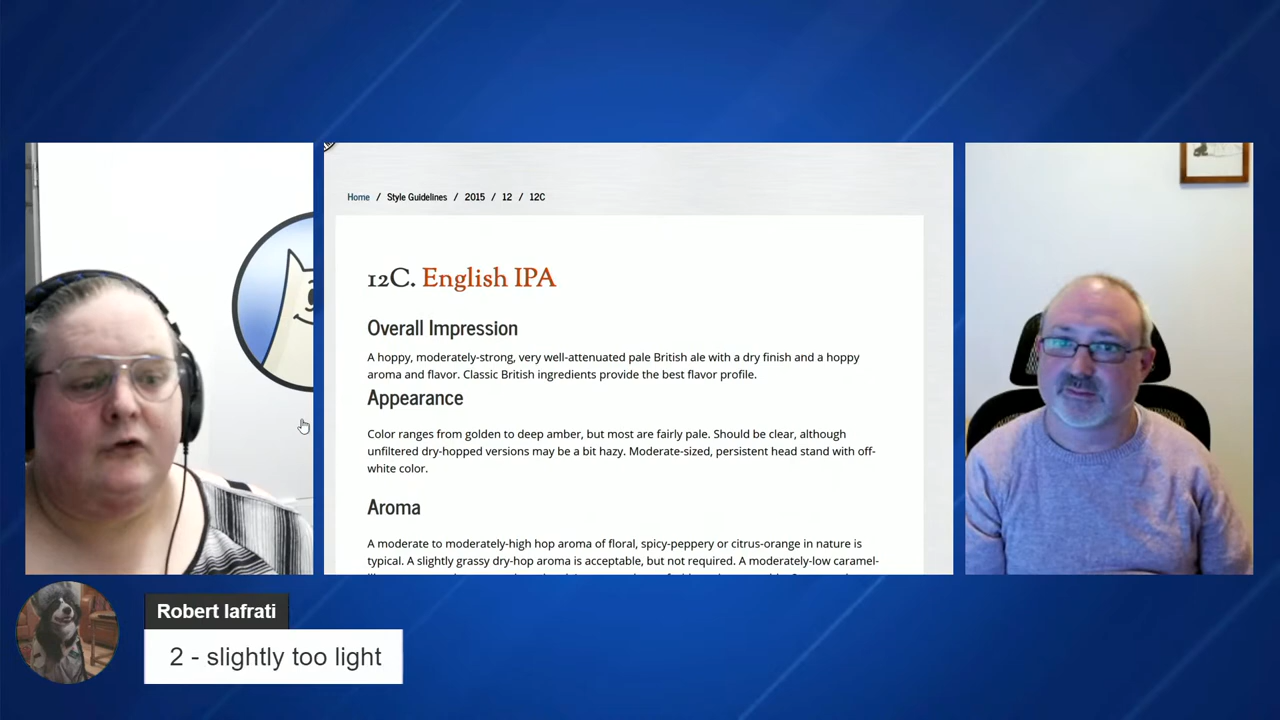 Home / Style Guidelines / 2015 / 12 / 12C
12C. English IPA
Overall Impression
A hoppy, moderately-strong, very well-attenuated pale British ale with a dry finish and a hoppy
aroma and flavor. Classic British ingredients provide the best flavor profile.
Appearance
Color ranges from golden to deep amber, but most are fairly pale. Should be clear, although
unfiltered dry-hopped versions may be a bit hazy. Moderate-sized, persistent head stand with off-
white color.
Aroma
A moderate to moderately-high hop aroma of floral, spicy-peppery or citrus-orange in nature is
typical. A slightly grassy dry-hop aroma is acceptable, but not required. A moderately-low caramel-
Robert Iafrati
2 - slightly too light